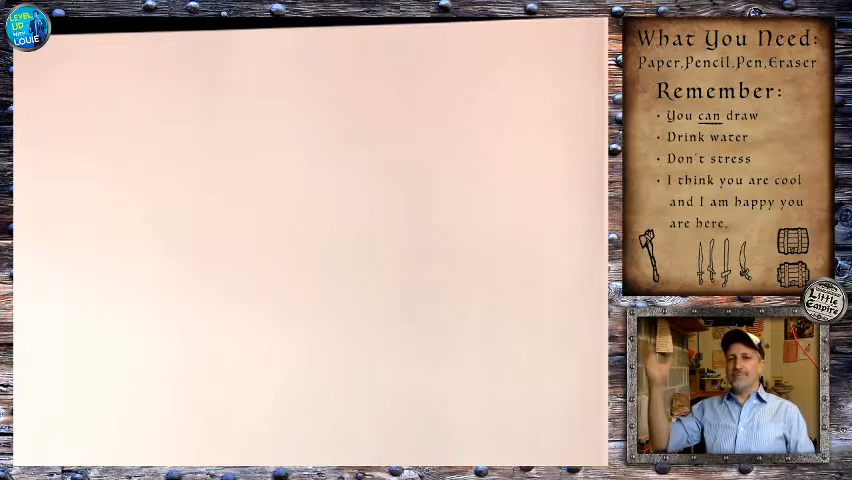 LEVEL
UP
WITH
LOUIE
What You Need:
Paper,Pencil,Pen,Eraser
Remember:
• You can draw
• Drink water
• Don't stress
• I think you are cool
and I am happy you
are here.
Little
Empire